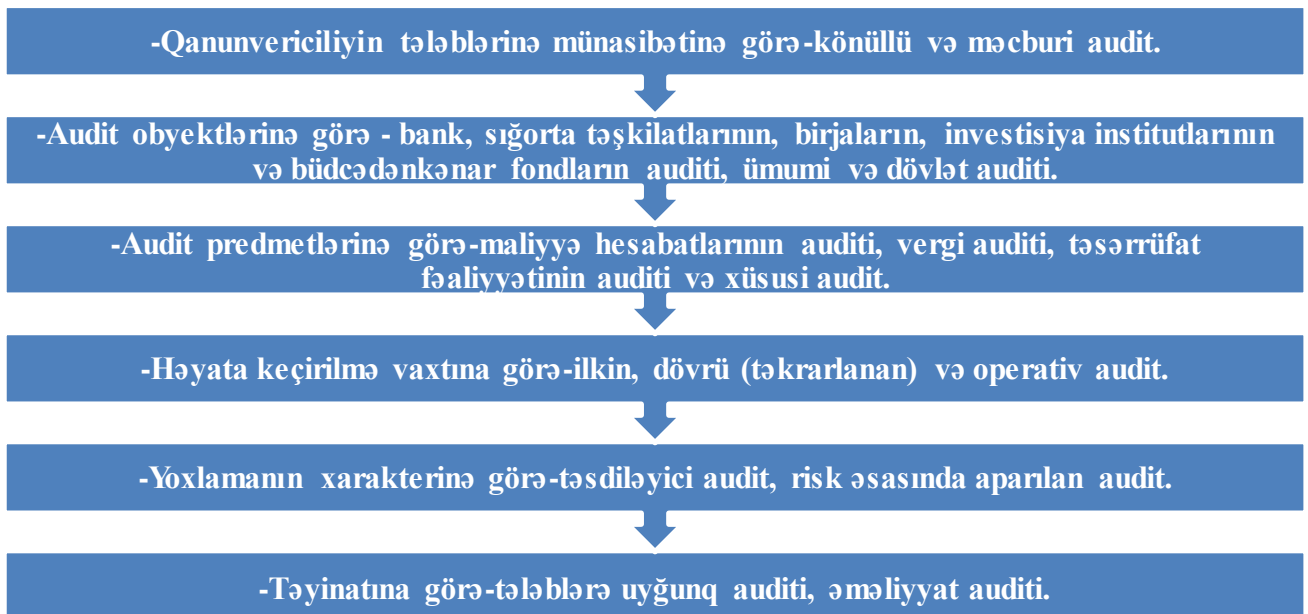 -Qanunvericiliyin tələblərinə münasibətinə görə-könüllü və məcburi audit.
-Audit obyektlərinə görə - bank, sığorta təşkilatlarının, birjaların, investisiya institutlarının
və büdcədənkənar fondların auditi, ümumi və dövlət auditi.
-Audit predmetlərinə görə-maliyyə hesabatlarının auditi, vergi auditi, təsərrüfat
fəaliyyətinin auditi və xüsusi audit.
-Həyata keçirilmə vaxtına görə-ilkin, dövrü (təkrarlanan) və operativ audit.
-Yoxlamanın xarakterinə görə-təsdiləyici audit, risk əsasında aparılan audit.
-Təyinatına görə-tələblərə uyğunq auditi, əməliyyat auditi.